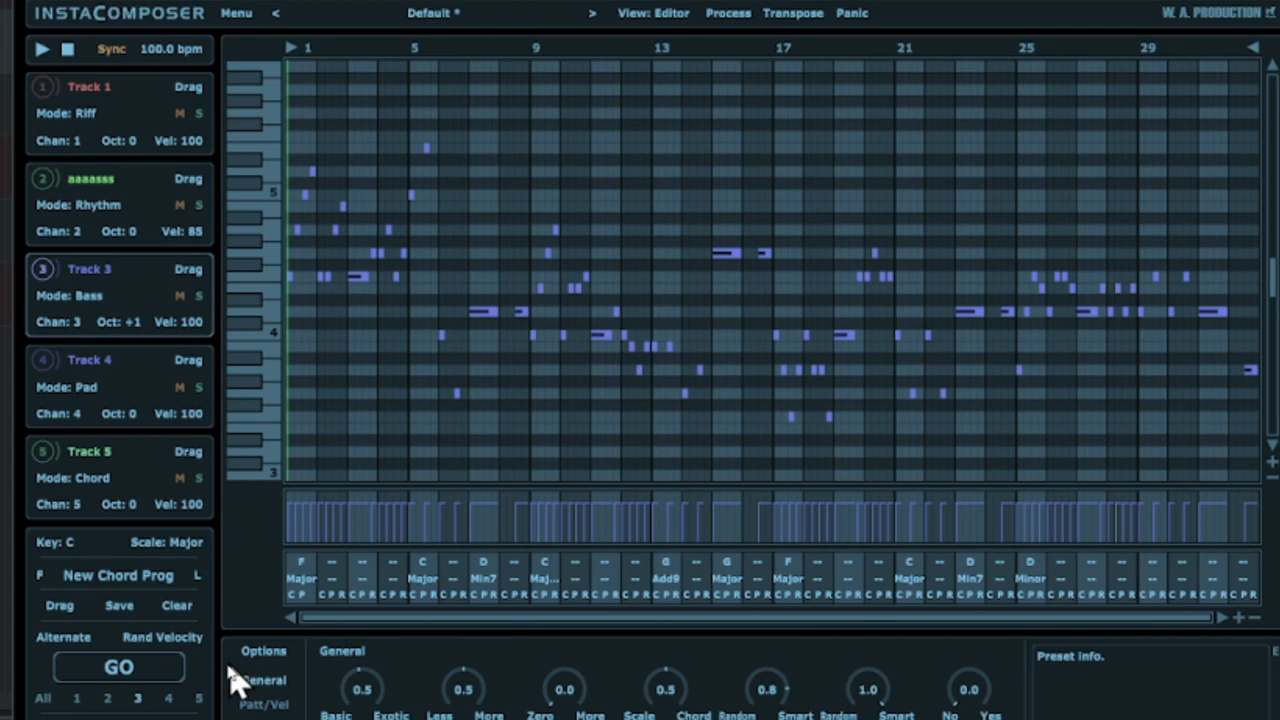 INSTACOMPOSER Menu < Default * > View: Editor Process Transpose Panic W. A. PRODUCTION
Sync 100.0 bpm
1 5 9 13 17 21 25 29
1 Track 1 Drag
Mode: Riff M S
Chan: 1 Oct: 0 Vel: 100
2 aaaasss Drag
Mode: Rhythm M S
Chan: 2 Oct: 0 Vel: 85
3 Track 3 Drag
Mode: Bass M S
Chan: 3 Oct: +1 Vel: 100
4 Track 4 Drag
Mode: Pad M S
Chan: 4 Oct: 0 Vel: 100
5 Track 5 Drag
Mode: Chord M S
Chan: 5 Oct: 0 Vel: 100
5
4
3
F -- -- -- C -- D -- C -- -- -- G -- G -- F -- -- -- C -- D -- D -- -- -- -- -- -- --
Major -- -- -- Major -- Min7 -- Maj... -- -- -- Add9 -- Major -- Major -- -- -- Major -- Min7 -- Minor -- -- -- -- -- -- --
C P C P R C P R C P R C P R C P R C P R C P R C P R C P R C P R C P R C P R C P R C P R C P R C P R C P R C P R C P R C P R C P R C P R C P R C P R C P R C P R C P R C P R C P R C P R C P R
Key: C Scale: Major
F New Chord Prog L
Drag Save Clear
Alternate Rand Velocity
GO
All 1 2 3 4 5
Options
General
Patt/Vel
General
0.5 0.5 0.0 0.5 0.8 1.0 0.0
Basic Exotic Less More Zero More Scale Chord Random Smart Random Smart No Yes
Preset info.
E